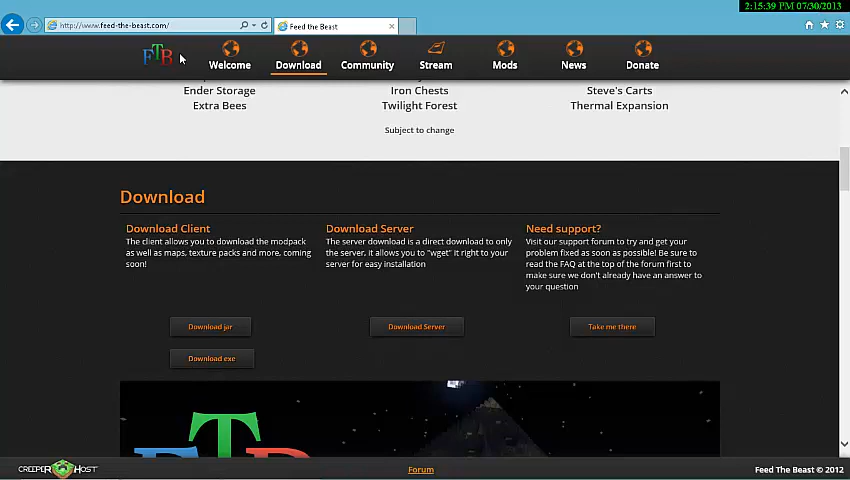 2:15:39 PM 07/30/2013
http://www.feed-the-beast.com/
Feed the Beast
FTB
Welcome
Download
Community
Stream
Mods
News
Donate
Ender Storage
Iron Chests
Steve's Carts
Extra Bees
Twilight Forest
Thermal Expansion
Subject to change
Download
Download Client
The client allows you to download the modpack
as well as maps, texture packs and more, coming
soon!
Download Server
The server download is a direct download to only
the server, it allows you to "wget" it right to your
server for easy installation
Need support?
Visit our support forum to try and get your
problem fixed as soon as possible! Be sure to
read the FAQ at the top of the forum first to
make sure we don't already have an answer to
your question
Download jar
Download Server
Take me there
Download exe
FTB
CREEPER HOST
Forum
Feed The Beast © 2012